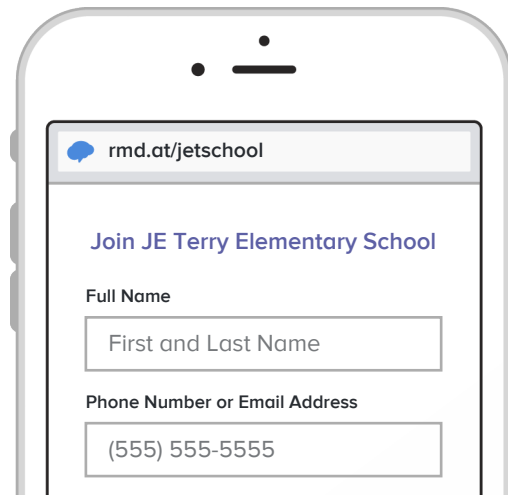 rmd.at/jetschool
Join JE Terry Elementary School
Full Name
First and Last Name
Phone Number or Email Address
(555) 555-5555